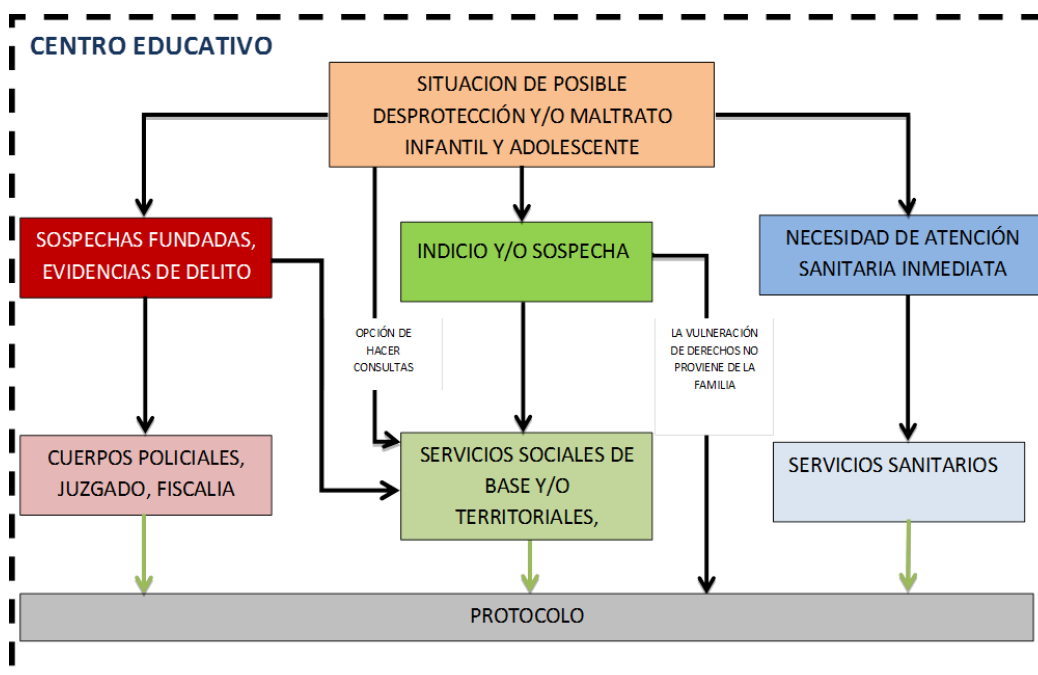 CENTRO EDUCATIVO
SITUACION DE POSIBLE
DESPROTECCIÓN Y/O MALTRATO
INFANTIL Y ADOLESCENTE
SOSPECHAS FUNDADAS,
EVIDENCIAS DE DELITO
INDICIO Y/O SOSPECHA
NECESIDAD DE ATENCIÓN
SANITARIA INMEDIATA
OPCIÓN DE
HACER
CONSULTAS
LA VULNERACIÓN
DE DERECHOS NO
PROVIENE DE LA
FAMILIA
CUERPOS POLICIALES,
JUZGADO, FISCALIA
SERVICIOS SOCIALES DE
BASE Y/O
TERRITORIALES,
SERVICIOS SANITARIOS
PROTOCOLO